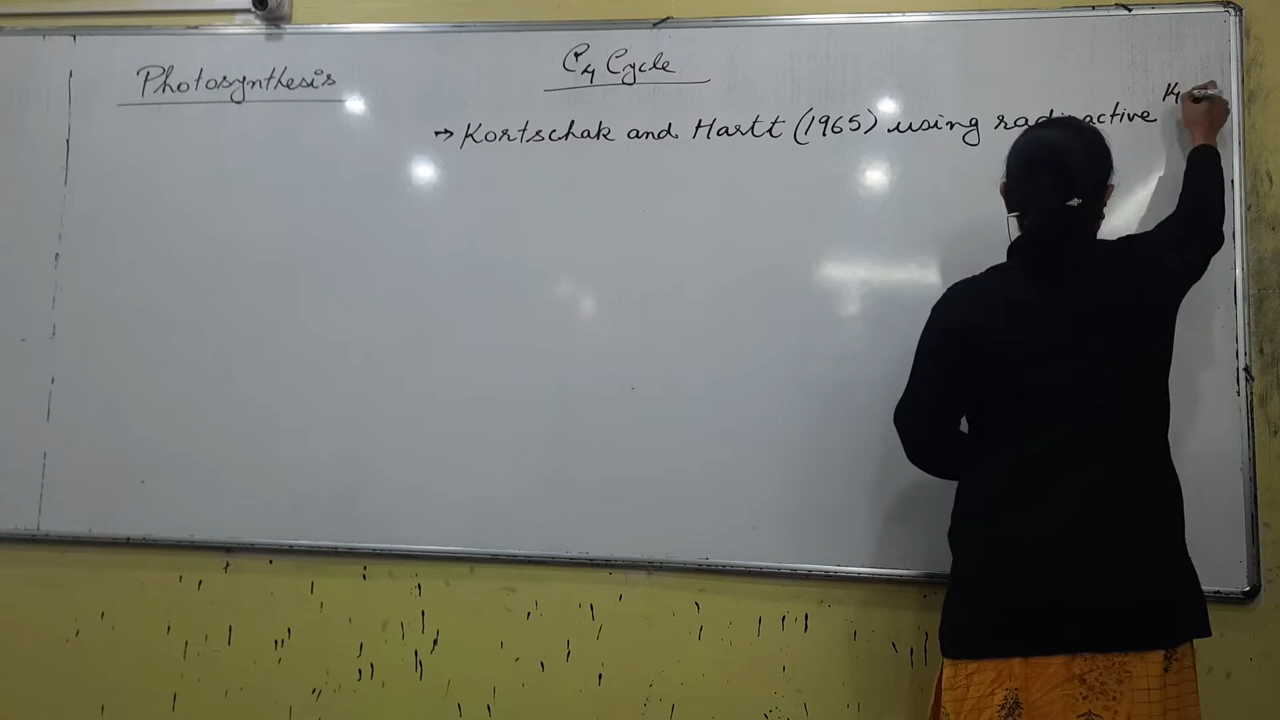 Photosynthesis
C4 Cycle
→ Kortschak and Hartt (1965) using radioactive 14